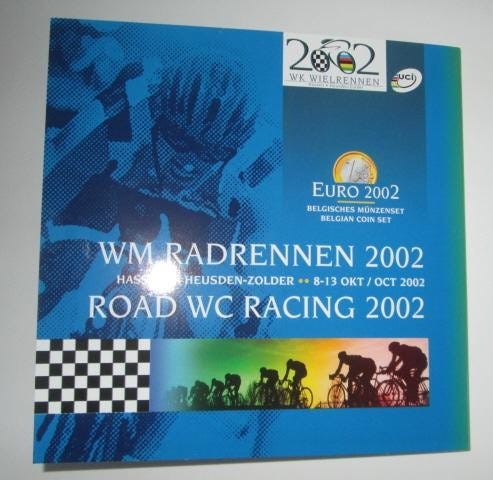 2002
WK WIELRENNEN
uci
EURO 2002
BELGISCHES MÜNZENSET
BELGIAN COIN SET
WM RADRENNEN 2002
HEUSDEN-ZOLDER •• 8-13 OKT / OCT 2002
ROAD WC RACING 2002